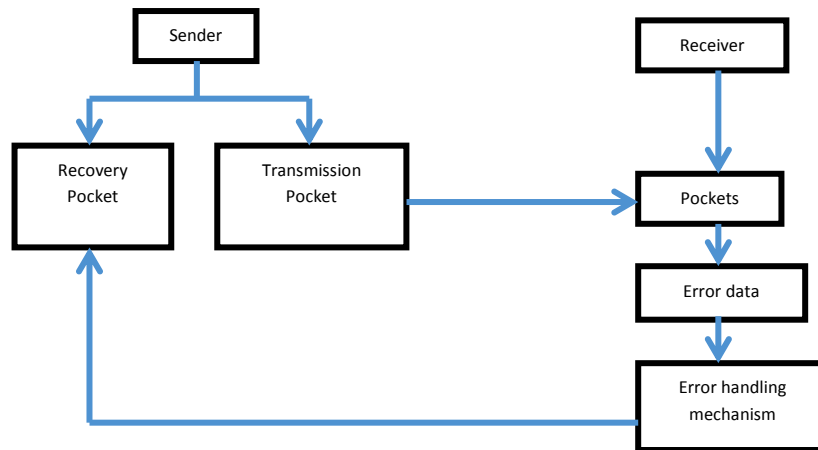 Sender
Receiver
Recovery
Pocket
Transmission
Pocket
Pockets
Error data
Error handling
mechanism